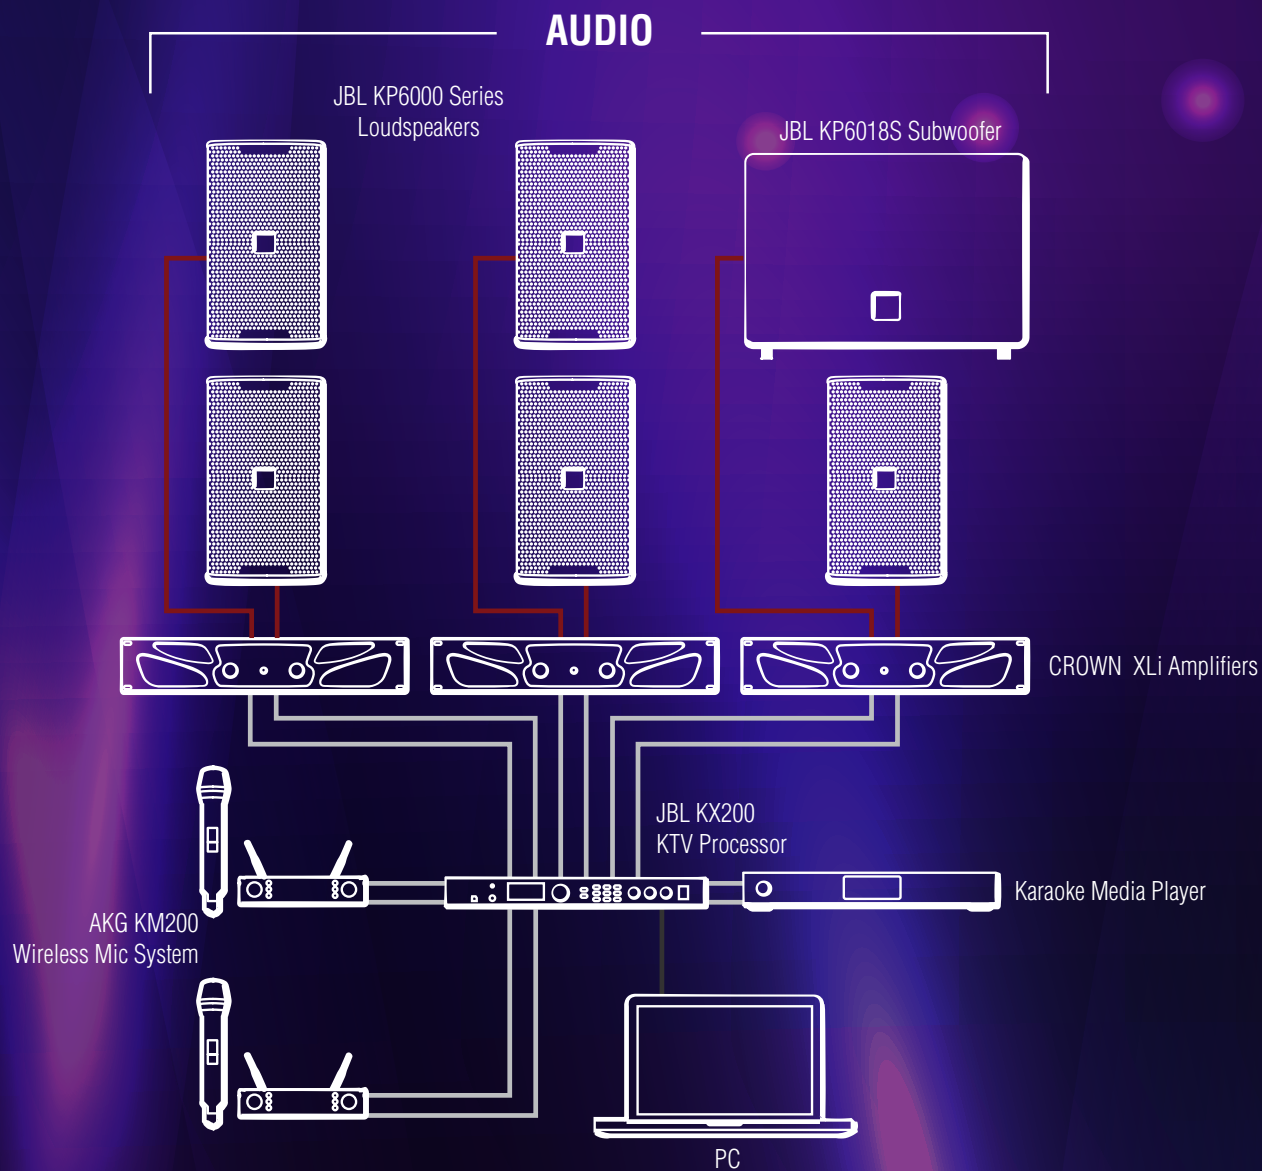 AUDIO
JBL KP6000 Series
Loudspeakers
JBL KP6018S Subwoofer
CROWN XLi Amplifiers
JBL KX200
KTV Processor
Karaoke Media Player
AKG KM200
Wireless Mic System
PC